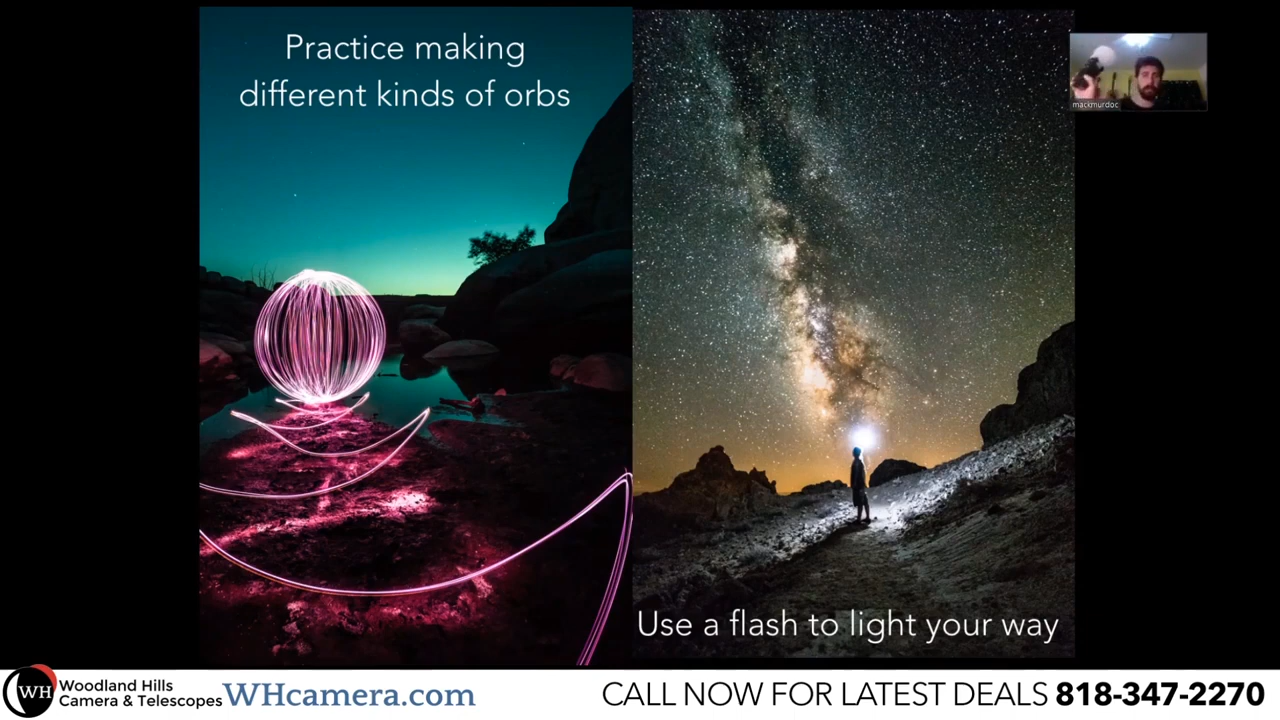 Practice making
different kinds of orbs
mackmurdoc
Use a flash to light your way
WH
Woodland Hills
Camera & Telescopes
WHcamera.com
CALL NOW FOR LATEST DEALS 818-347-2270